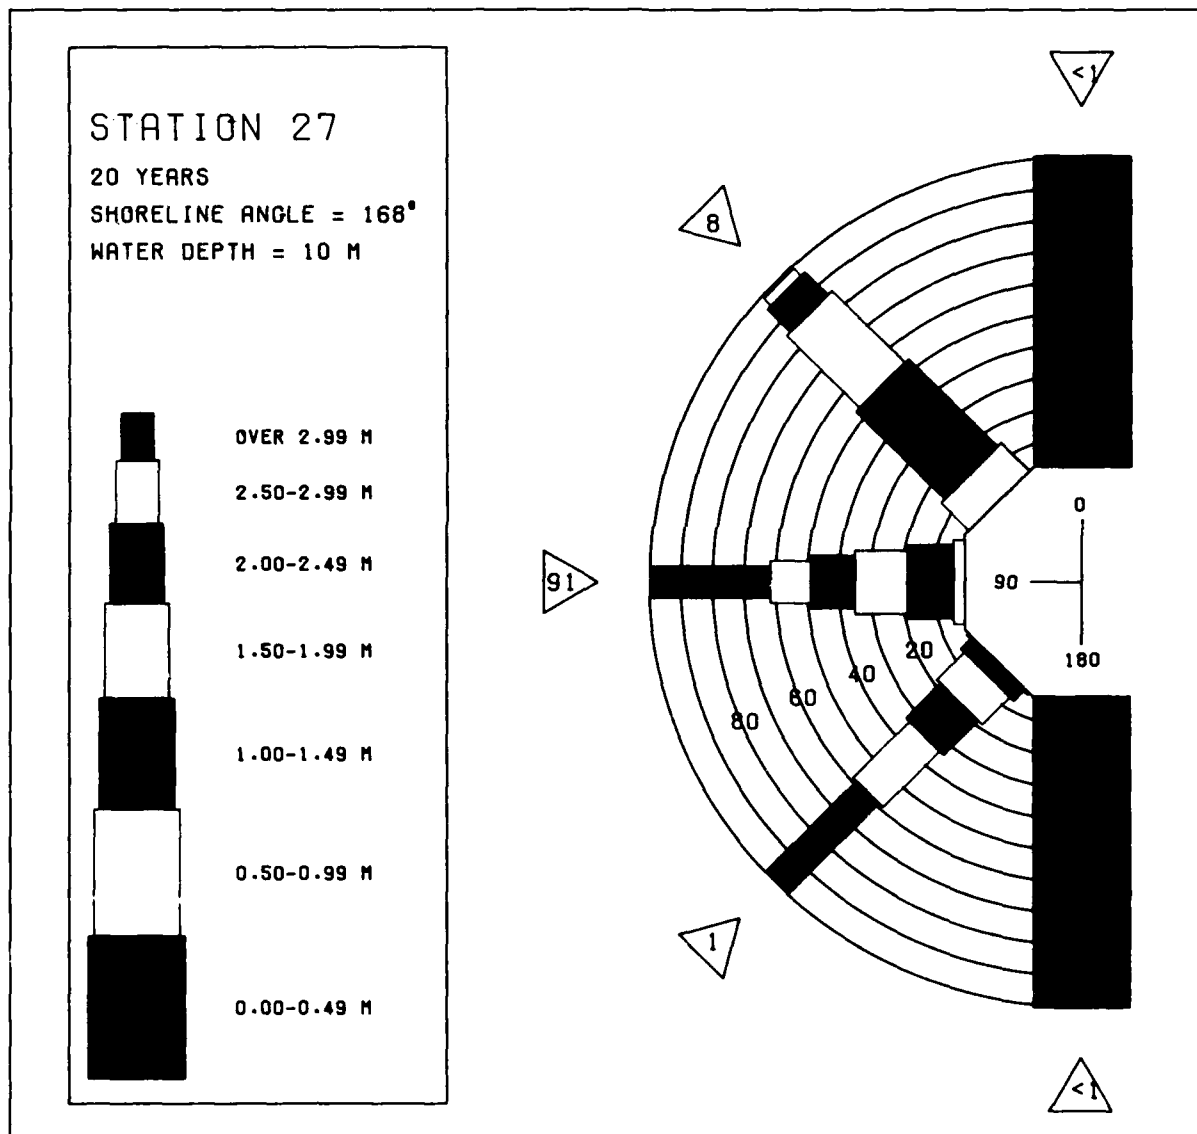 STATION 27
20 YEARS
SHORELINE ANGLE = 168°
WATER DEPTH = 10 M
OVER 2.99 M
2.50-2.99 M
2.00-2.49 M
1.50-1.99 M
1.00-1.49 M
0.50-0.99 M
0.00-0.49 M
<1
8
91
1
<1
0
90
180
20
40
60
80